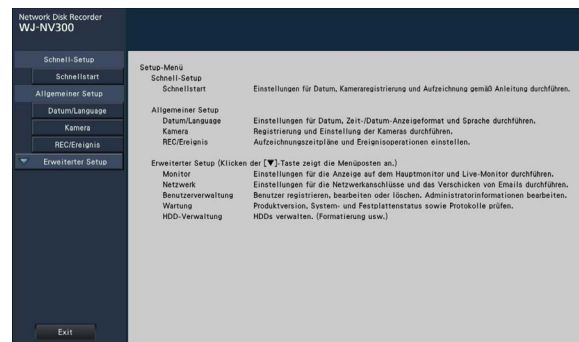 Network Disk Recorder
WJ-NV300
Schnell-Setup
Schnellstart
Allgemeiner Setup
Datum/Language
Kamera
REC/Ereignis
Erweiterter Setup
Exit
Setup-Menü
Schnell-Setup
Schnellstart Einstellungen für Datum, Kameraregistrierung und Aufzeichnung gemäß Anleitung durchführen.
Allgemeiner Setup
Datum/Language Einstellungen für Datum, Zeit-/Datum-Anzeigeformat und Sprache durchführen.
Kamera Registrierung und Einstellung der Kameras durchführen.
REC/Ereignis Aufzeichnungszeitpläne und Ereignisoperationen einstellen.
Erweiterter Setup (Klicken der [▼]-Taste zeigt die Menüposten an.)
Monitor Einstellungen für die Anzeige auf dem Hauptmonitor und Live-Monitor durchführen.
Netzwerk Einstellungen für die Netzwerkanschlüsse und das Verschicken von Emails durchführen.
Benutzerverwaltung Benutzer registrieren, bearbeiten oder löschen. Administratorinformationen bearbeiten.
Wartung Produktversion, System- und Festplattenstatus sowie Protokolle prüfen.
HDD-Verwaltung HDDs verwalten. (Formatierung usw.)